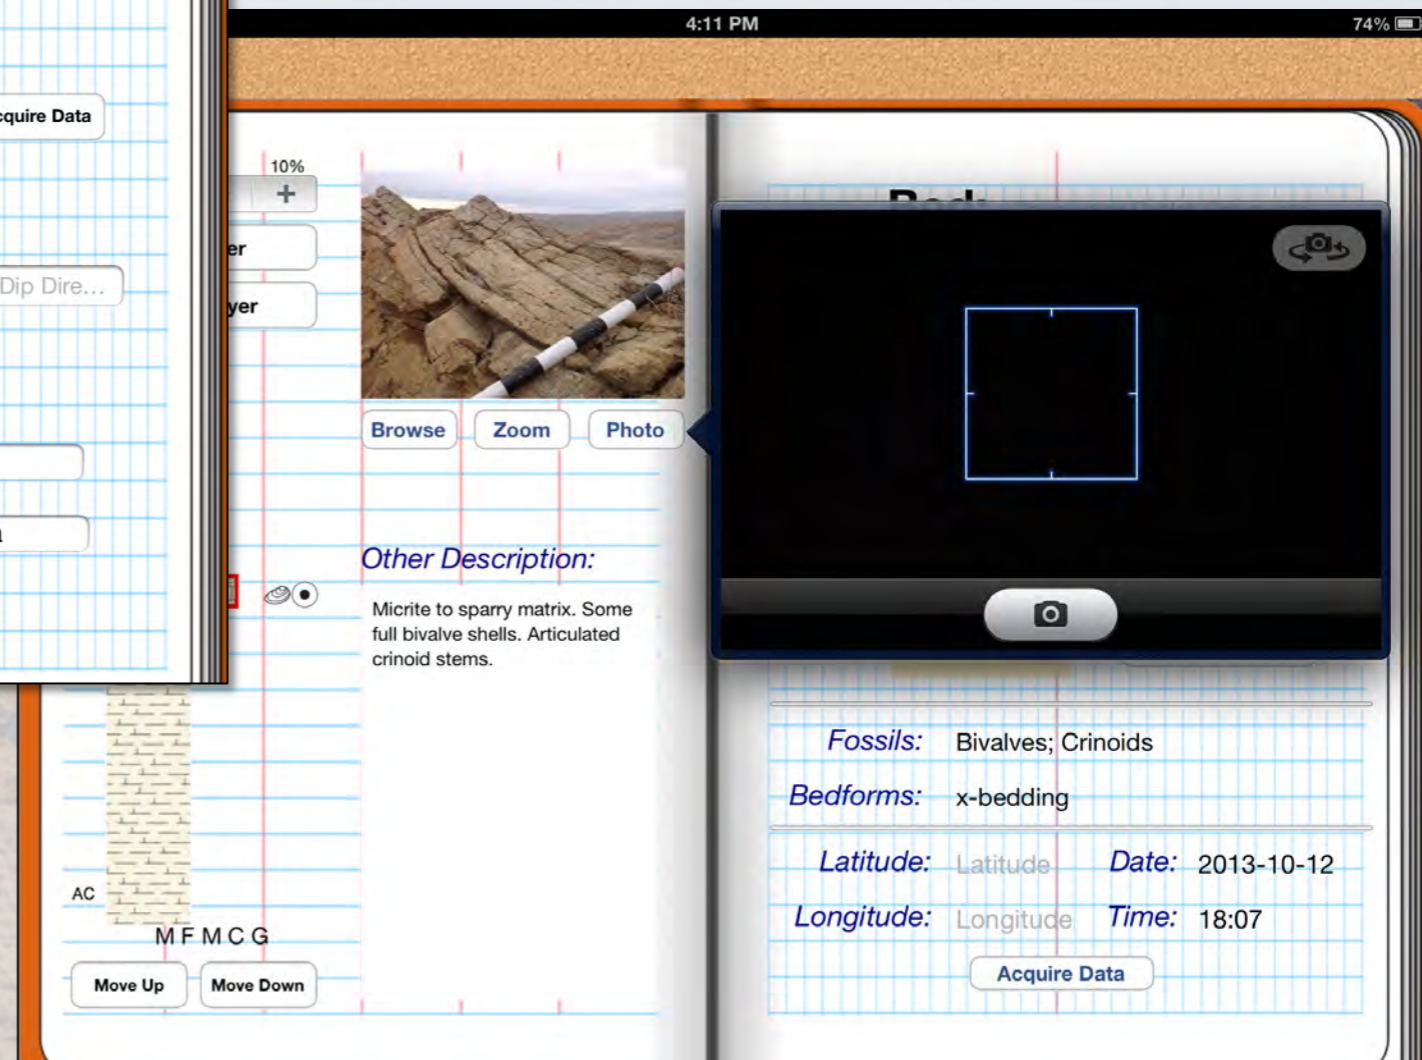 4:11 PM
74%
cquire Data
10%
+
er
Dip Dire...
yer
Browse
Zoom
Photo
Other Description:
Micrite to sparry matrix. Some
full bivalve shells. Articulated
crinoid stems.
Fossils: Bivalves; Crinoids
Bedforms: x-bedding
Latitude: Latitude Date: 2013-10-12
AC
Longitude: Longitude Time: 18:07
M F M C G
Acquire Data
Move Up
Move Down